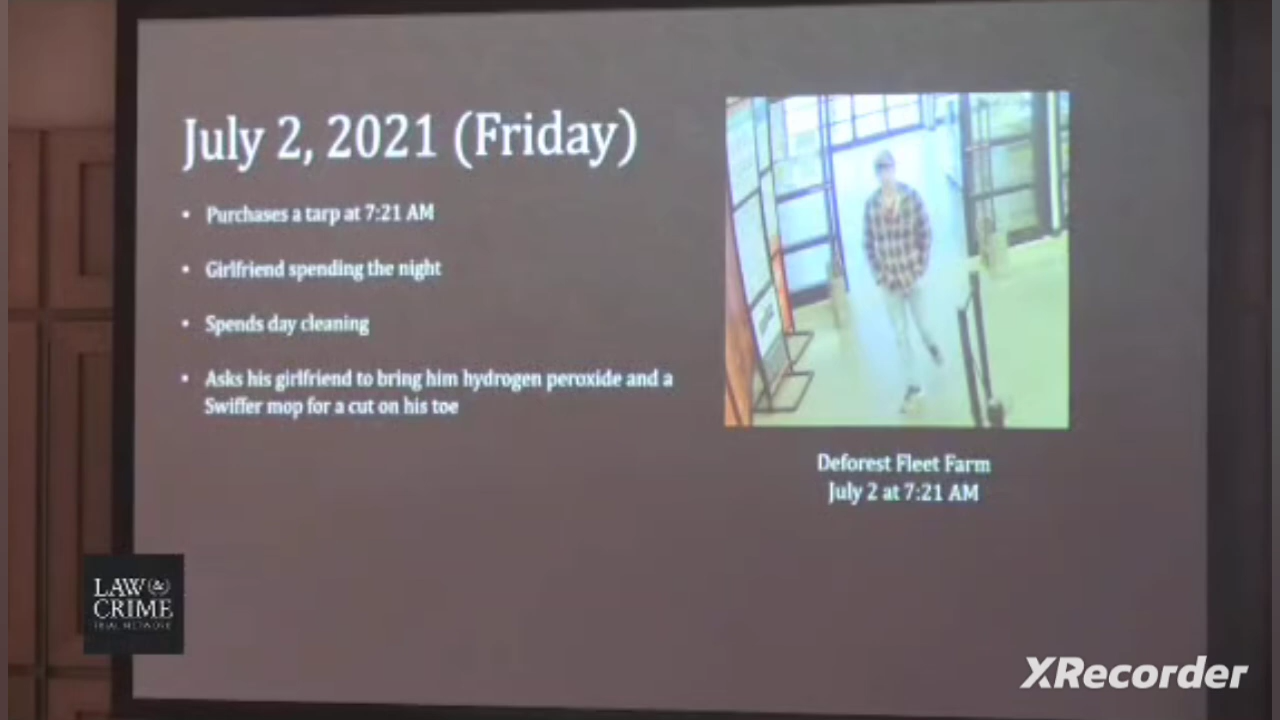 July 2, 2021 (Friday)
• Purchases a tarp at 7:21 AM
• Girlfriend spending the night
• Spends day cleaning
• Asks his girlfriend to bring him hydrogen peroxide and a
Swiffer mop for a cut on his toe
Deforest Fleet Farm
July 2 at 7:21 AM
LAW &
CRIME
TRIAL NETWORK
XRecorder